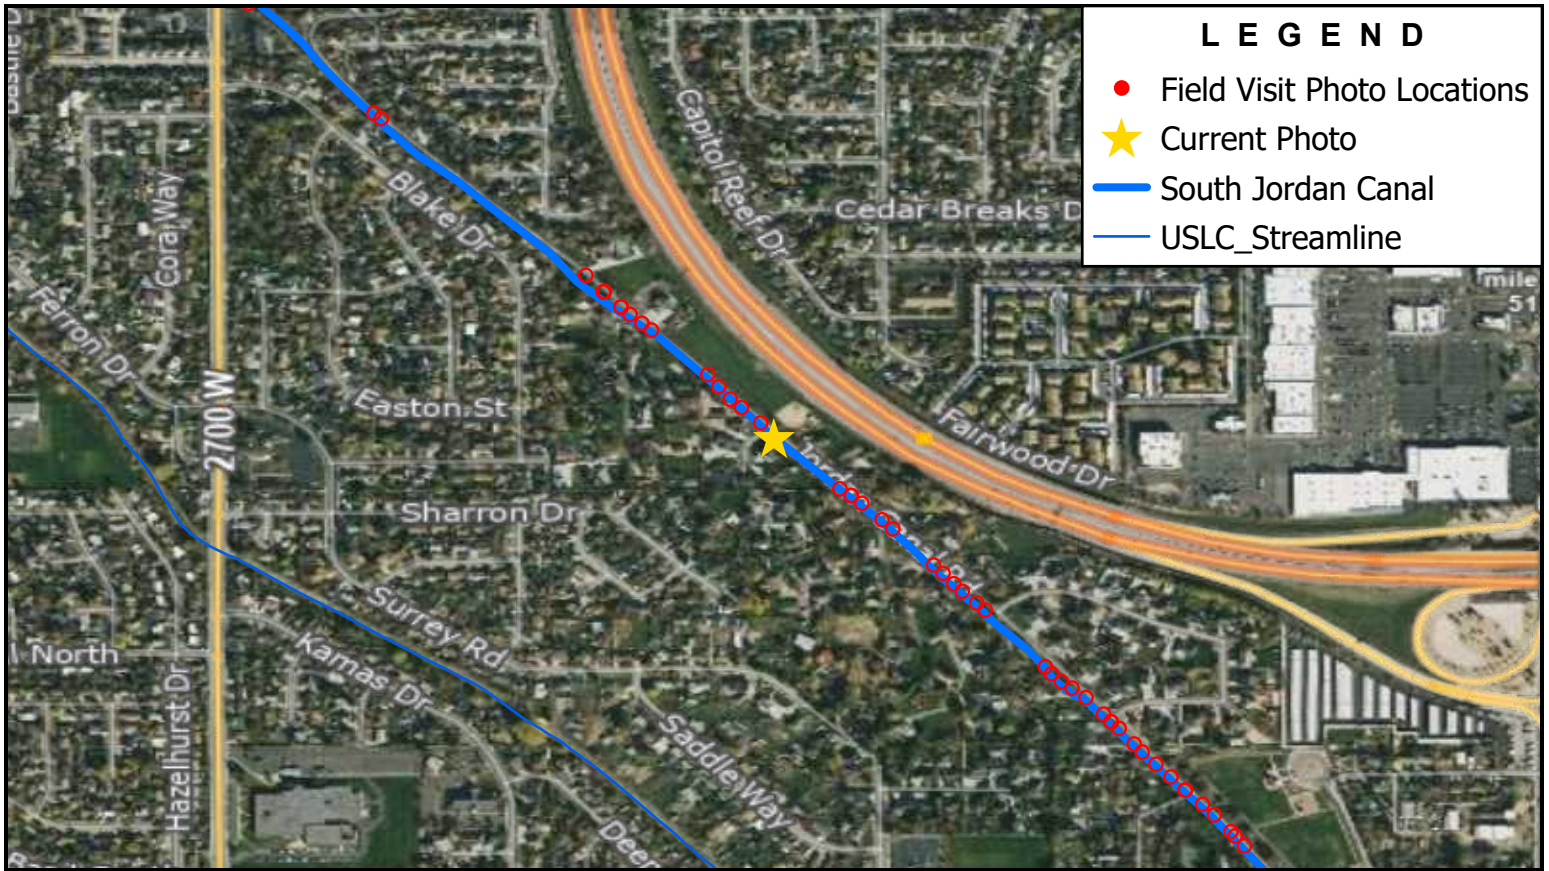 L E G E N D
Field Visit Photo Locations
Current Photo
South Jordan Canal
USLC_Streamline
Capitol Reef Dr
Cedar Breaks D
Coral Way
Blake Dr
mile
51
Ferron Dr
2700 W
Easton St
Fairwood Dr
Sharron Dr
Surrey Rd
North
Kamas Dr
Hazelhurst Dr
Saddle Way
Deer